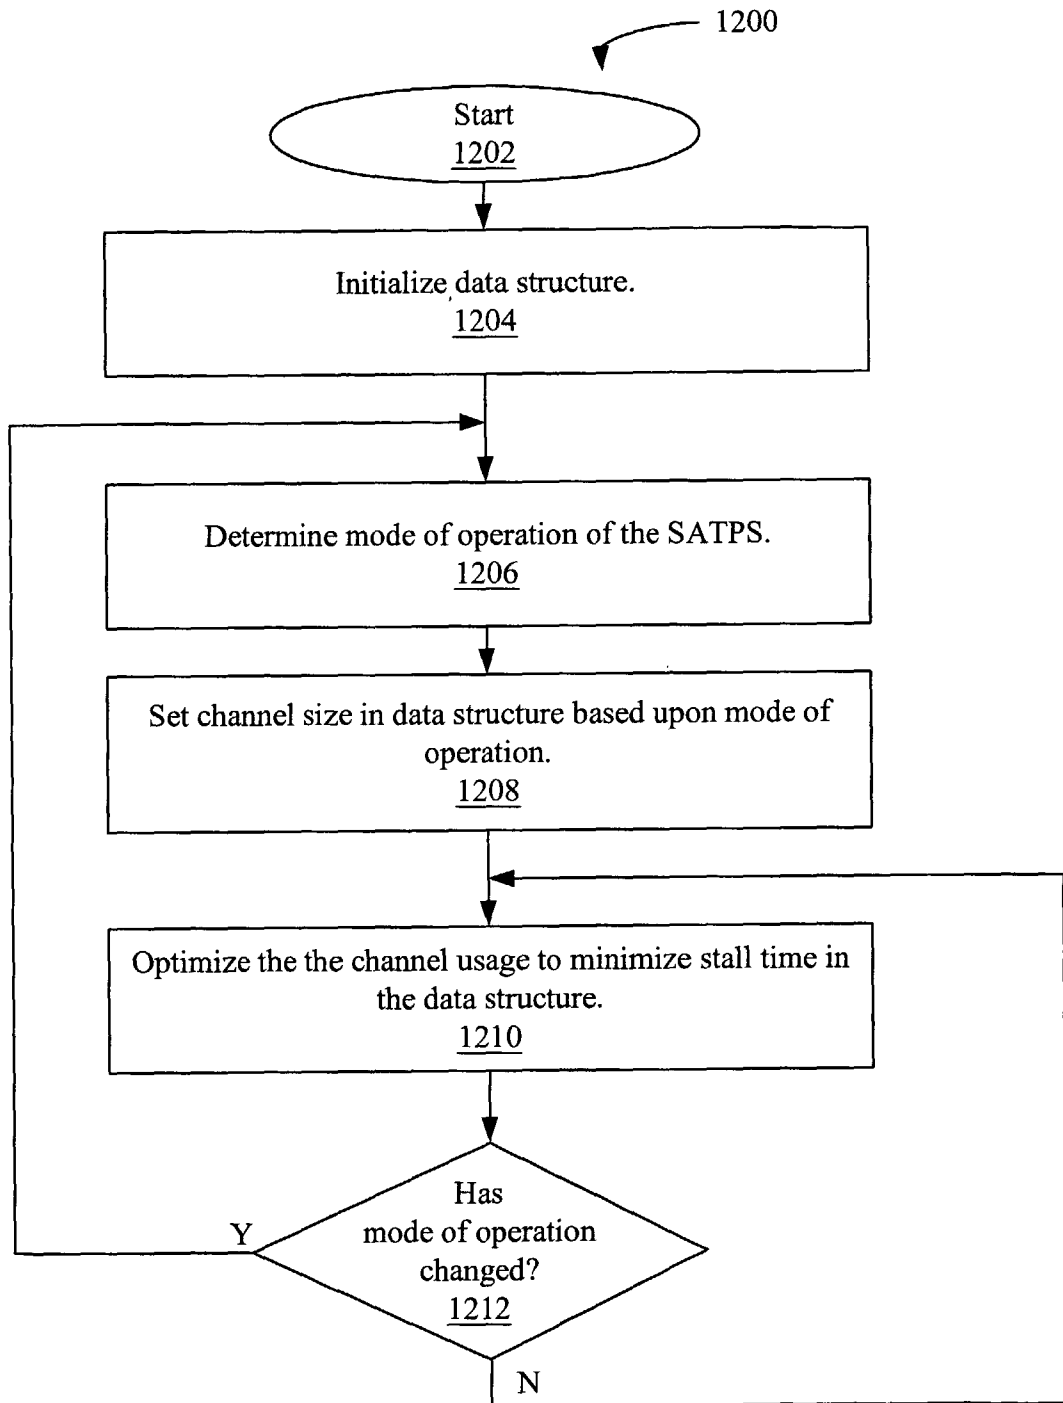 1200
Start
1202
Initialize data structure.
1204
Determine mode of operation of the SATPS.
1206
Set channel size in data structure based upon mode of
operation.
1208
Optimize the the channel usage to minimize stall time in
the data structure.
1210
Has
mode of operation
changed?
1212
Y
N